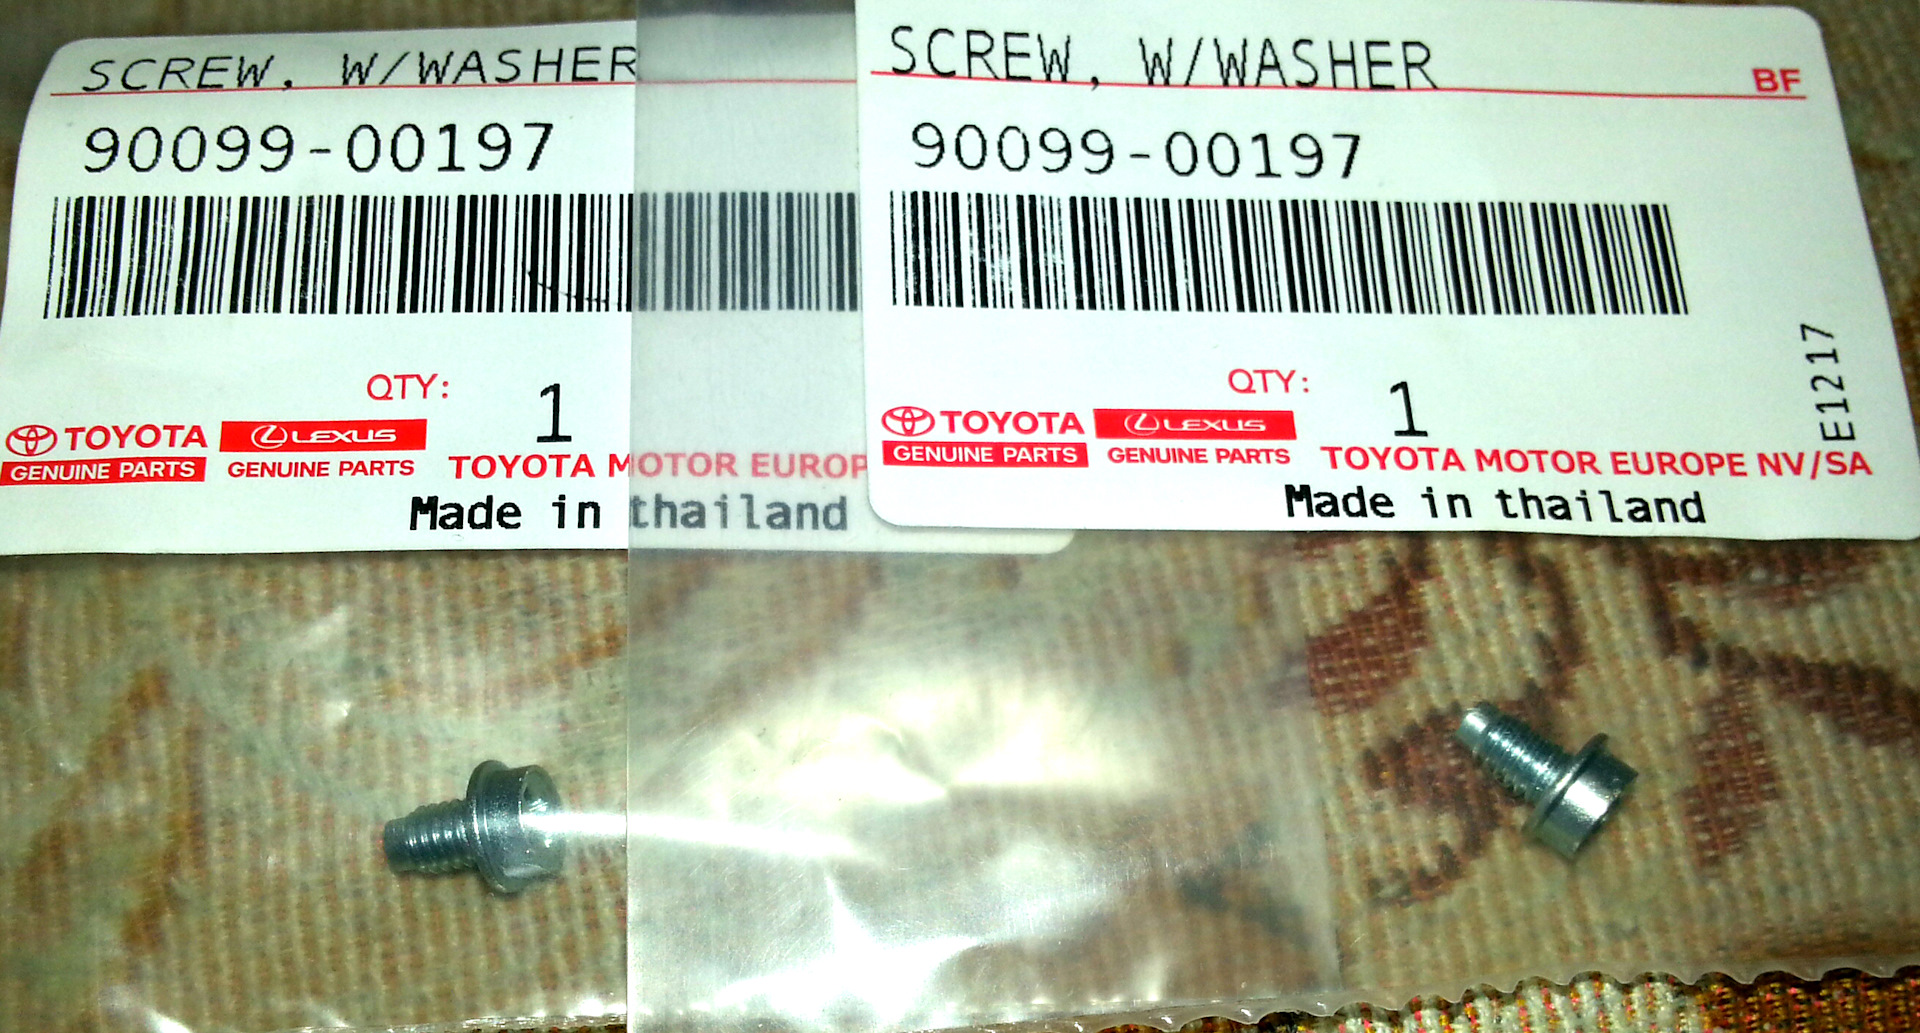 SCREW, W/WASHER
90099-00197
QTY: 1
TOYOTA LEXUS
GENUINE PARTS GENUINE PARTS TOYOTA MOTOR EUROP
Made in thailand
SCREW, W/WASHER BF
90099-00197
QTY: 1
TOYOTA LEXUS
GENUINE PARTS GENUINE PARTS TOYOTA MOTOR EUROPE NV/SA
Made in thailand
E1217